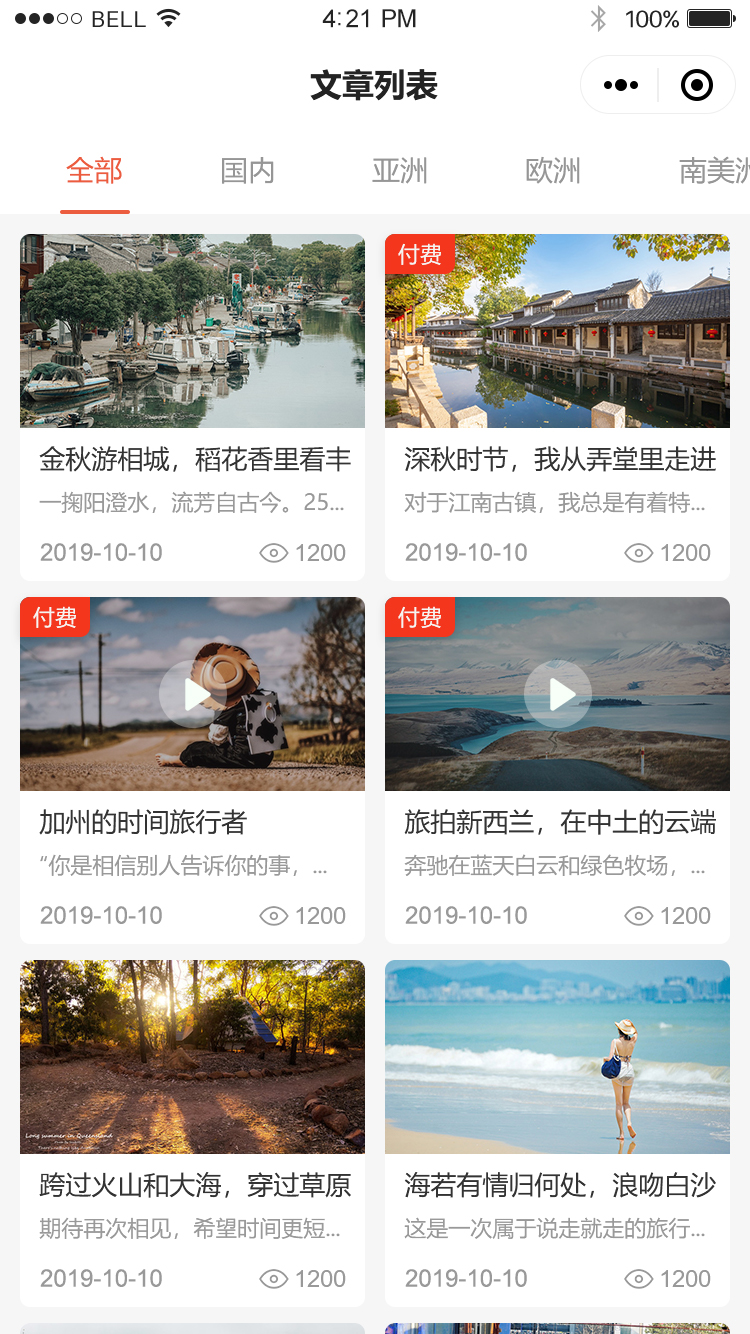 BELL
4:21 PM
100%
文章列表
全部 国内 亚洲 欧洲 南美洲
付费
金秋游相城，稻花香里看丰
一掬阳澄水，流芳自古今。25...
2019-10-10
1200
深秋时节，我从弄堂里走进
对于江南古镇，我总是有着特...
2019-10-10
1200
付费
加州的时间旅行者
“你是相信别人告诉你的事，...
2019-10-10
1200
付费
旅拍新西兰，在中土的云端
奔驰在蓝天白云和绿色牧场，...
2019-10-10
1200
Long summer in Queensland
跨过火山和大海，穿过草原
期待再次相见，希望时间更短...
2019-10-10
1200
海若有情归何处，浪吻白沙
这是一次属于说走就走的旅行...
2019-10-10
1200